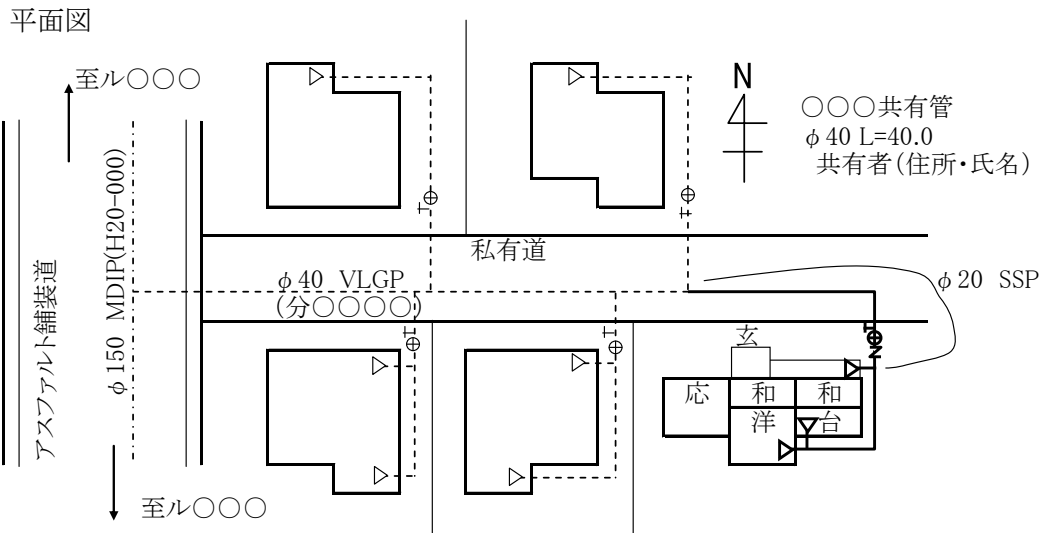 平面図
至ル○○○
N
○○○共有管
φ40 L=40.0
共有者(住所・氏名)
アスファルト舗装道
φ150 MDIP(H20-000)
私有道
φ40 VLGP
(分○○○○)
φ20 SSP
玄
応 和 和
洋 台
至ル○○○